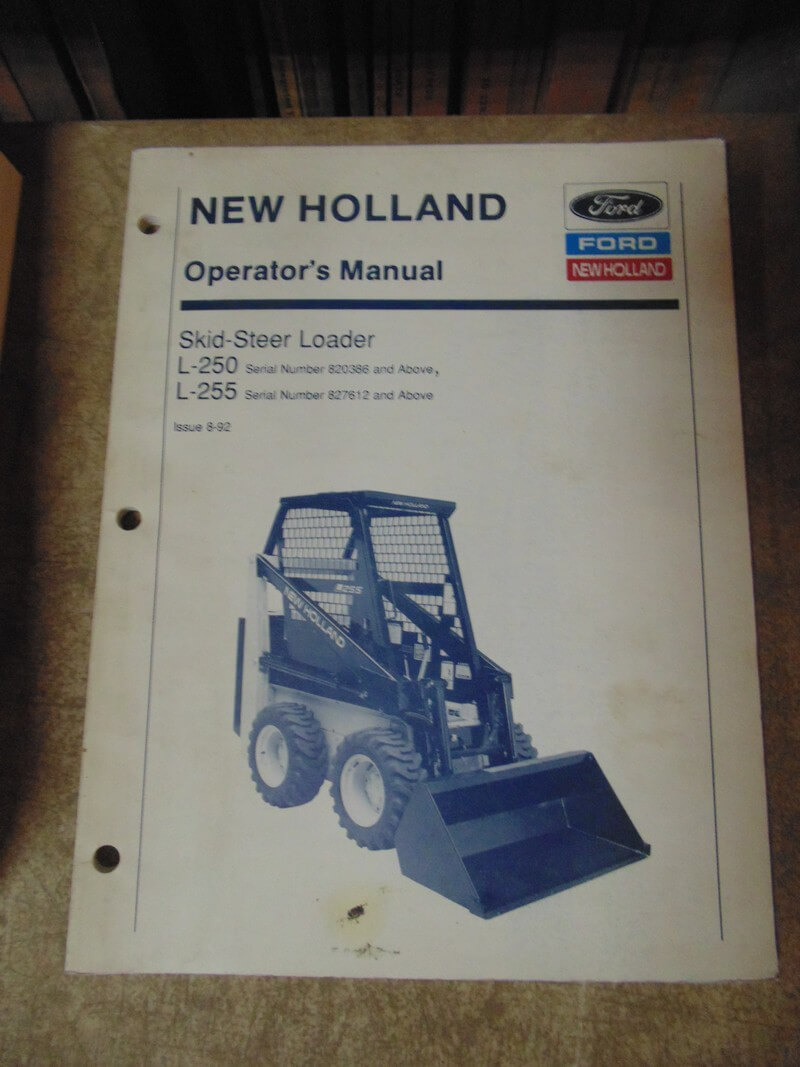 NEW HOLLAND
Ford
FORD
NEW HOLLAND
Operator's Manual
Skid-Steer Loader
L-250 Serial Number 820386 and Above,
L-255 Serial Number 827612 and Above
Issue 8-92
NEW HOLLAND
255
NEW HOLLAND